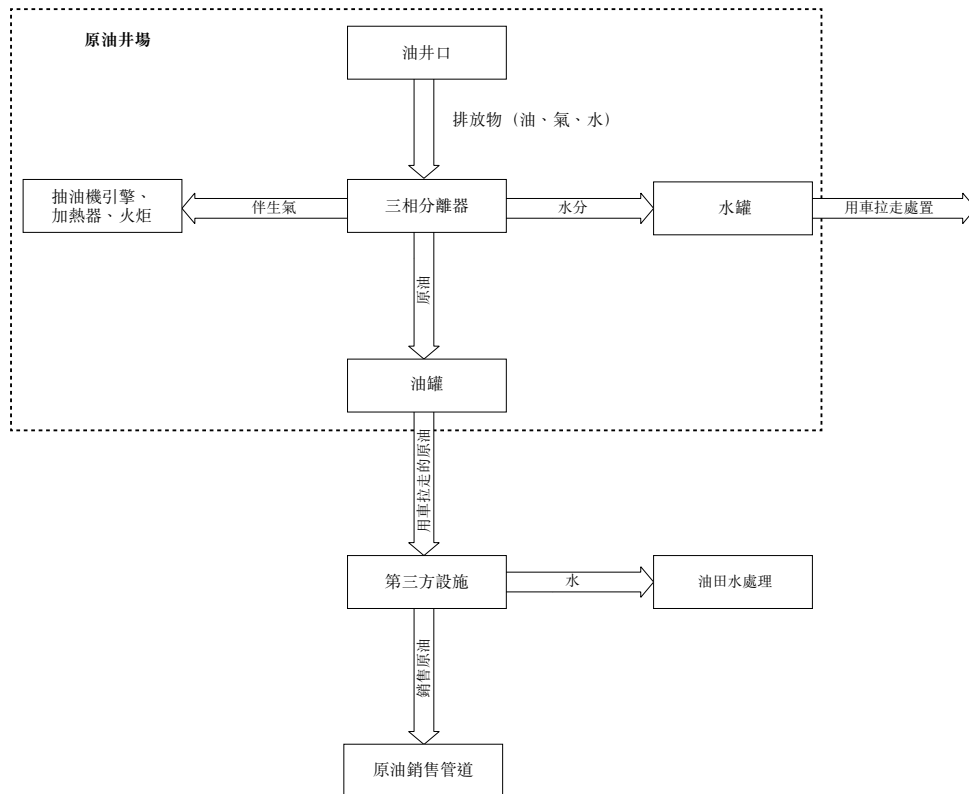 原油井場
油井口
排放物（油、氣、水）
抽油機引擎、
加熱器、火炬
伴生氣
三相分離器
水分
水罐
用車拉走處置
原油
油罐
用車拉走的原油
第三方設施
水
油田水處理
銷售原油
原油銷售管道